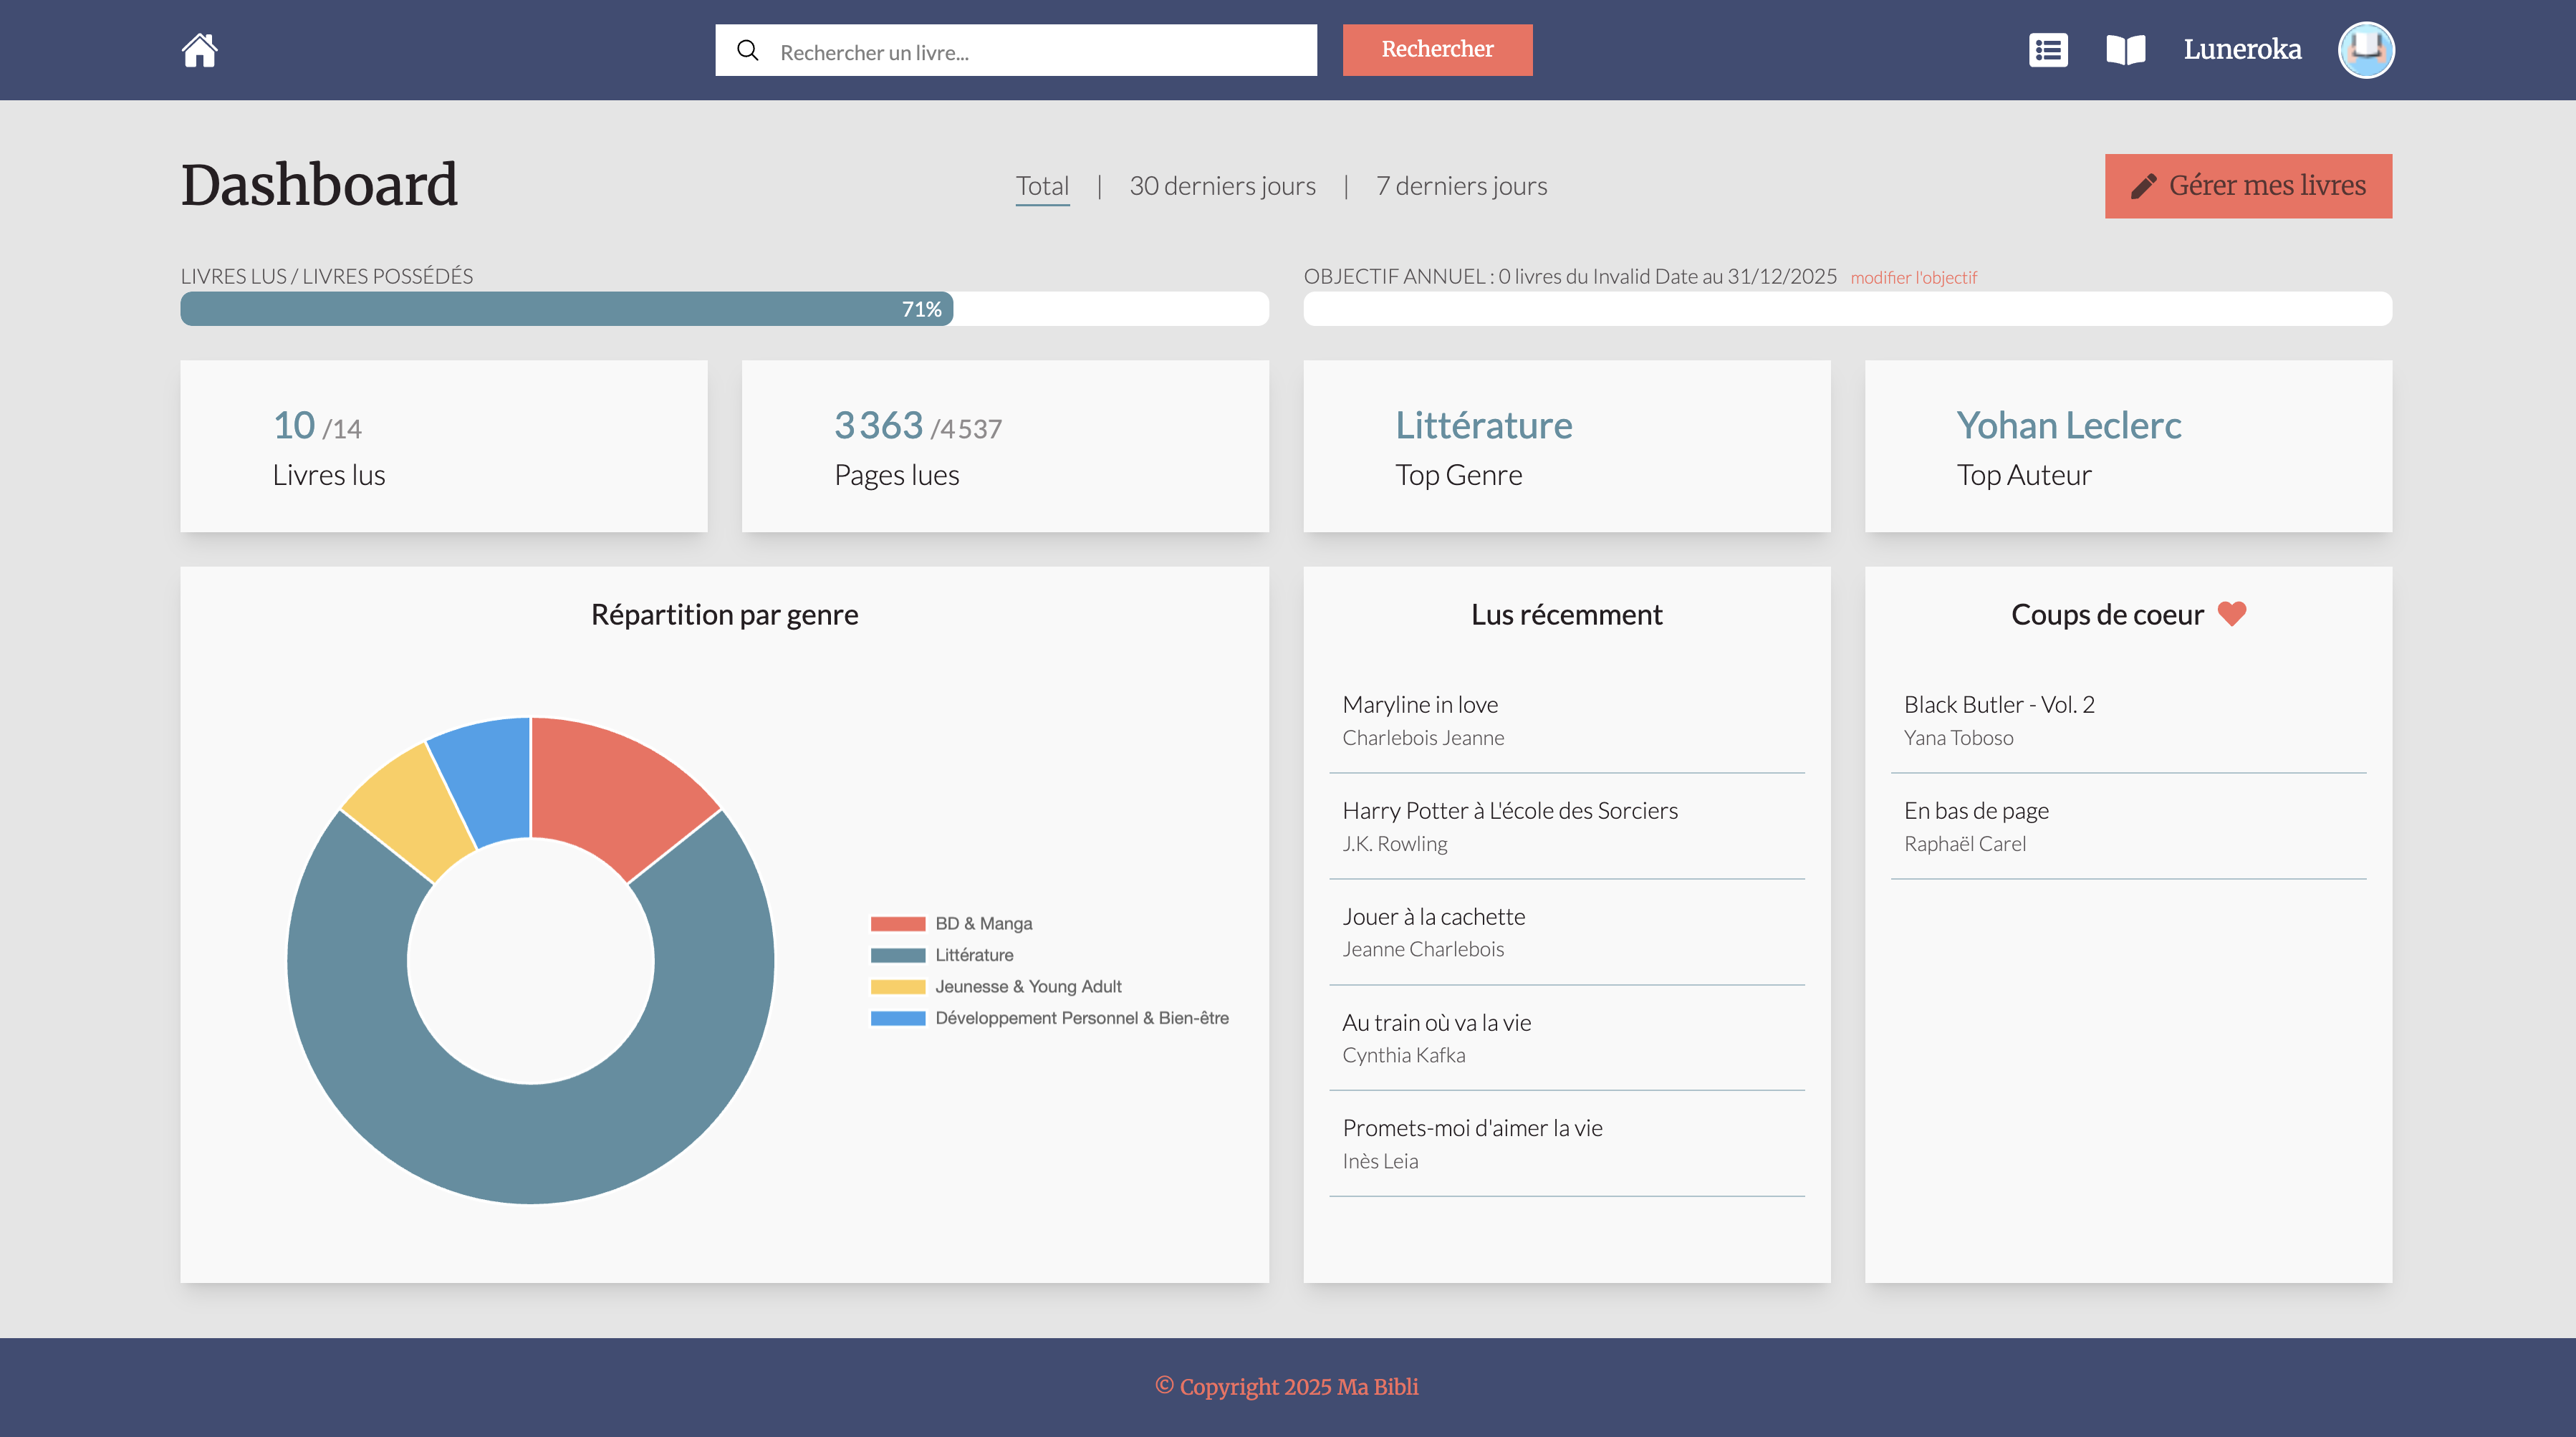 Rechercher un livre...
Rechercher
Luneroka
Dashboard
Total | 30 derniers jours | 7 derniers jours
Gérer mes livres
LIVRES LUS / LIVRES POSSÉDÉS
71%
OBJECTIF ANNUEL : 0 livres du Invalid Date au 31/12/2025 modifier l'objectif
10 /14
Livres lus
3 363 /4 537
Pages lues
Littérature
Top Genre
Yohan Leclerc
Top Auteur
Répartition par genre
BD & Manga
Littérature
Jeunesse & Young Adult
Développement Personnel & Bien-être
Lus récemment
Maryline in love
Charlebois Jeanne
Harry Potter à L'école des Sorciers
J.K. Rowling
Jouer à la cachette
Jeanne Charlebois
Au train où va la vie
Cynthia Kafka
Promets-moi d'aimer la vie
Inès Leia
Coups de coeur
Black Butler - Vol. 2
Yana Toboso
En bas de page
Raphaël Carel
© Copyright 2025 Ma Bibli